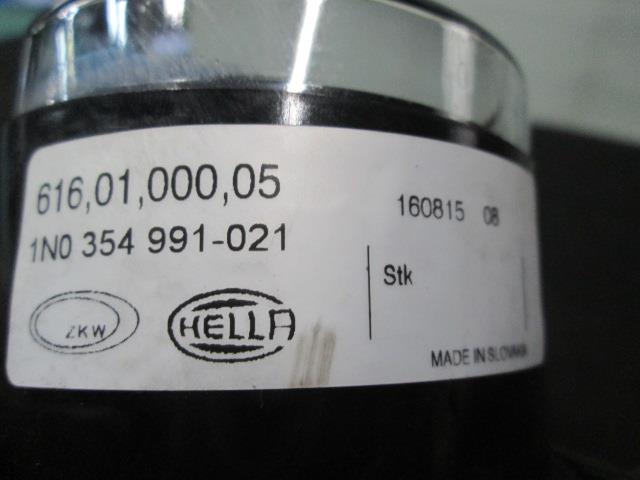 616,01,000,05
1N0 354 991-021
160815 08
Stk
ZKW
HELLA
MADE IN SLOVAKIA